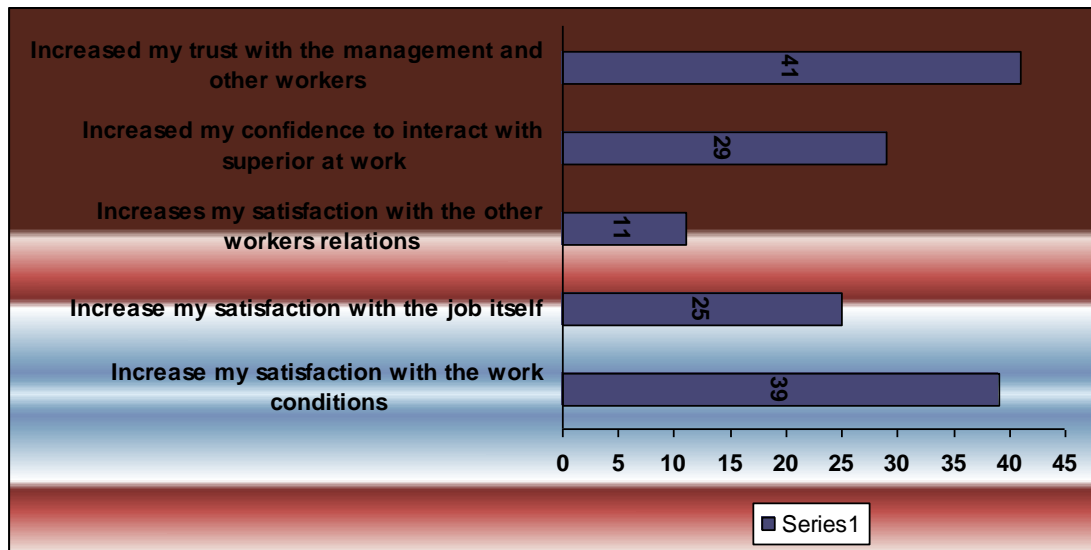 Increased my trust with the management and
other workers
41
Increased my confidence to interact with
superior at work
29
Increases my satisfaction with the other
workers relations
11
Increase my satisfaction with the job itself
25
Increase my satisfaction with the work
conditions
39
0 5 10 15 20 25 30 35 40 45
Series1